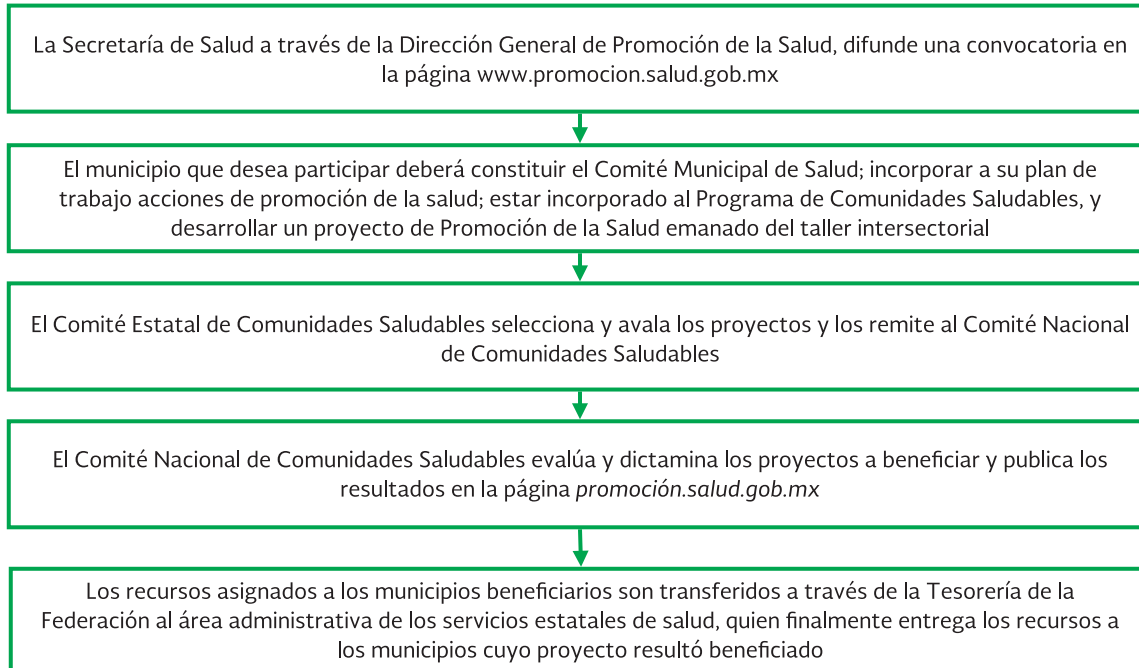 La Secretaría de Salud a través de la Dirección General de Promoción de la Salud, difunde una convocatoria en
la página www.promocion.salud.gob.mx
El municipio que desea participar deberá constituir el Comité Municipal de Salud; incorporar a su plan de
trabajo acciones de promoción de la salud; estar incorporado al Programa de Comunidades Saludables, y
desarrollar un proyecto de Promoción de la Salud emanado del taller intersectorial
El Comité Estatal de Comunidades Saludables selecciona y avala los proyectos y los remite al Comité Nacional
de Comunidades Saludables
El Comité Nacional de Comunidades Saludables evalúa y dictamina los proyectos a beneficiar y publica los
resultados en la página promoción.salud.gob.mx
Los recursos asignados a los municipios beneficiarios son transferidos a través de la Tesorería de la
Federación al área administrativa de los servicios estatales de salud, quien finalmente entrega los recursos a
los municipios cuyo proyecto resultó beneficiado